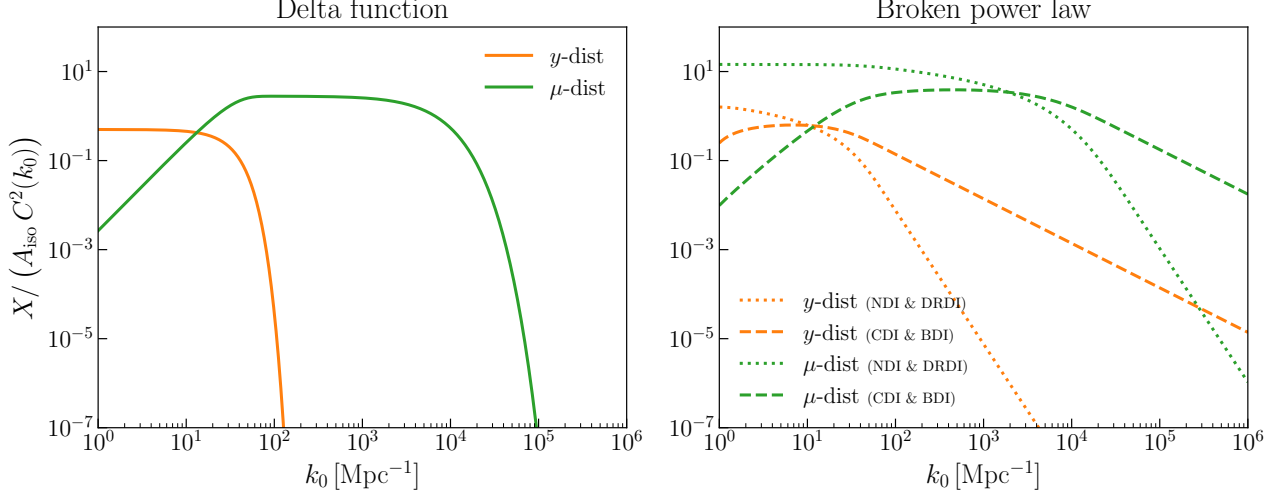 Delta function
10¹
10⁻¹
10⁻³
10⁻⁵
10⁻⁷
X/(A_iso C²(k₀))
y-dist
μ-dist
10⁰ 10¹ 10² 10³ 10⁴ 10⁵ 10⁶
k₀ [Mpc⁻¹]
Broken power law
10¹
10⁻¹
10⁻³
10⁻⁵
10⁻⁷
y-dist (NDI & DRDI)
y-dist (CDI & BDI)
μ-dist (NDI & DRDI)
μ-dist (CDI & BDI)
10⁰ 10¹ 10² 10³ 10⁴ 10⁵ 10⁶
k₀ [Mpc⁻¹]